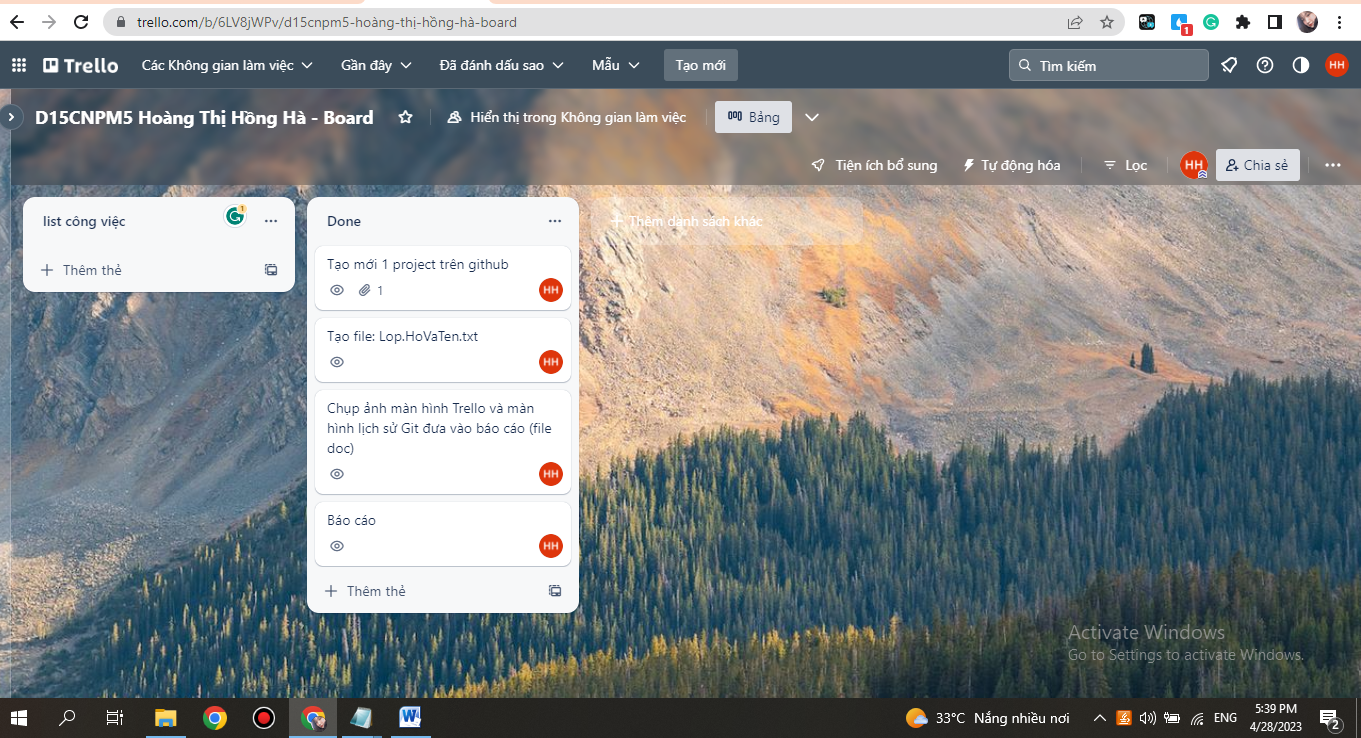 trello.com/b/6LV8jWPv/d15cnpm5-hoàng-thị-hồng-hà-board
1
Trello Các Không gian làm việc Gần đây Đã đánh dấu sao Mẫu Tạo mới Tìm kiếm HH
D15CNPM5 Hoàng Thị Hồng Hà - Board Hiển thị trong Không gian làm việc Bảng
Tiện ích bổ sung Tự động hóa Lọc HH Chia sẻ
list công việc
1
Thêm thẻ
Done
Tạo mới 1 project trên github
1 HH
Tạo file: Lop.HoVaTen.txt
HH
Chụp ảnh màn hình Trello và màn
hình lịch sử Git đưa vào báo cáo (file
doc)
HH
Báo cáo
HH
Thêm thẻ
Thêm danh sách khác
Activate Windows
Go to Settings to activate Windows.
33°C Nắng nhiều nơi ENG
5:39 PM
4/28/2023
2